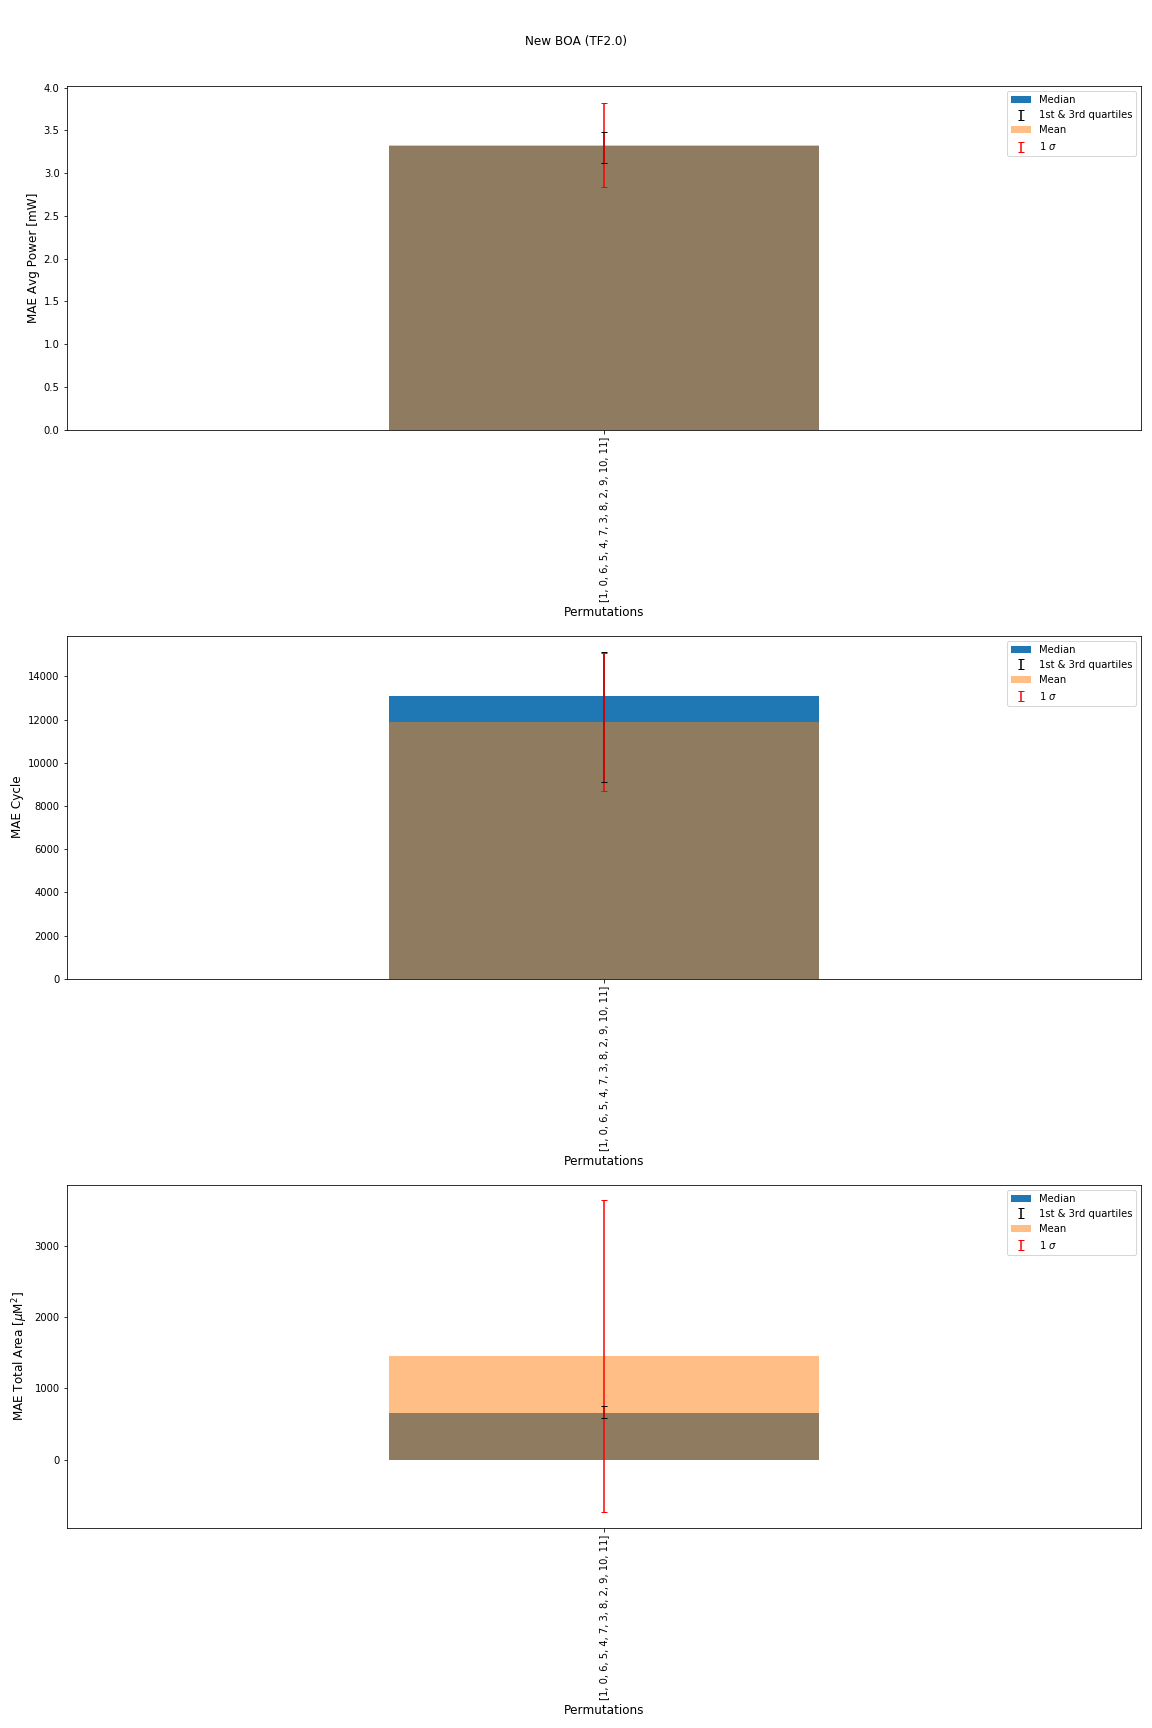 New BOA (TF2.0)
4.0
3.5
3.0
2.5
2.0
1.5
1.0
0.5
0.0
MAE Avg Power [mW]
Median
1st & 3rd quartiles
Mean
1 σ
[1, 0, 6, 5, 4, 7, 3, 8, 2, 9, 10, 11]
Permutations
14000
12000
10000
8000
6000
4000
2000
0
MAE Cycle
Median
1st & 3rd quartiles
Mean
1 σ
[1, 0, 6, 5, 4, 7, 3, 8, 2, 9, 10, 11]
Permutations
3000
2000
1000
0
MAE Total Area [μM²]
Median
1st & 3rd quartiles
Mean
1 σ
[1, 0, 6, 5, 4, 7, 3, 8, 2, 9, 10, 11]
Permutations